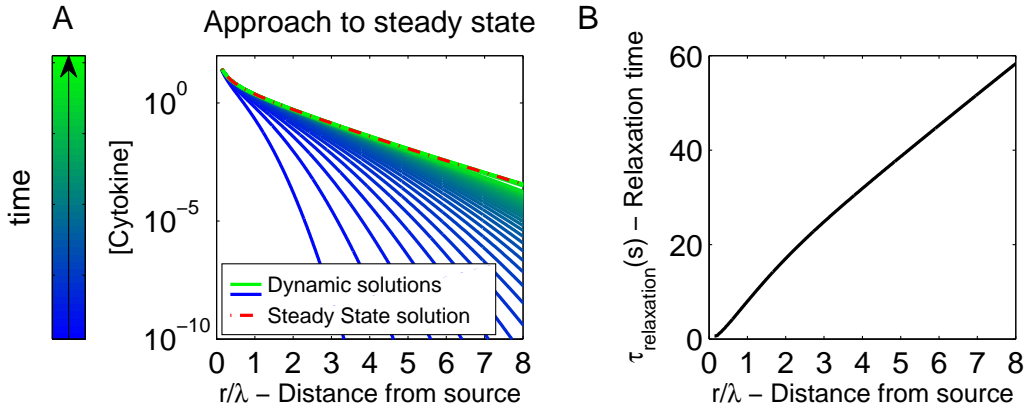 A
Approach to steady state
time
[Cytokine]
10^0
10^−5
10^−10
Dynamic solutions
Steady State solution
0 1 2 3 4 5 6 7 8
r/λ − Distance from source
B
τ_relaxation(s) − Relaxation time
60
40
20
0
0 1 2 3 4 5 6 7 8
r/λ − Distance from source